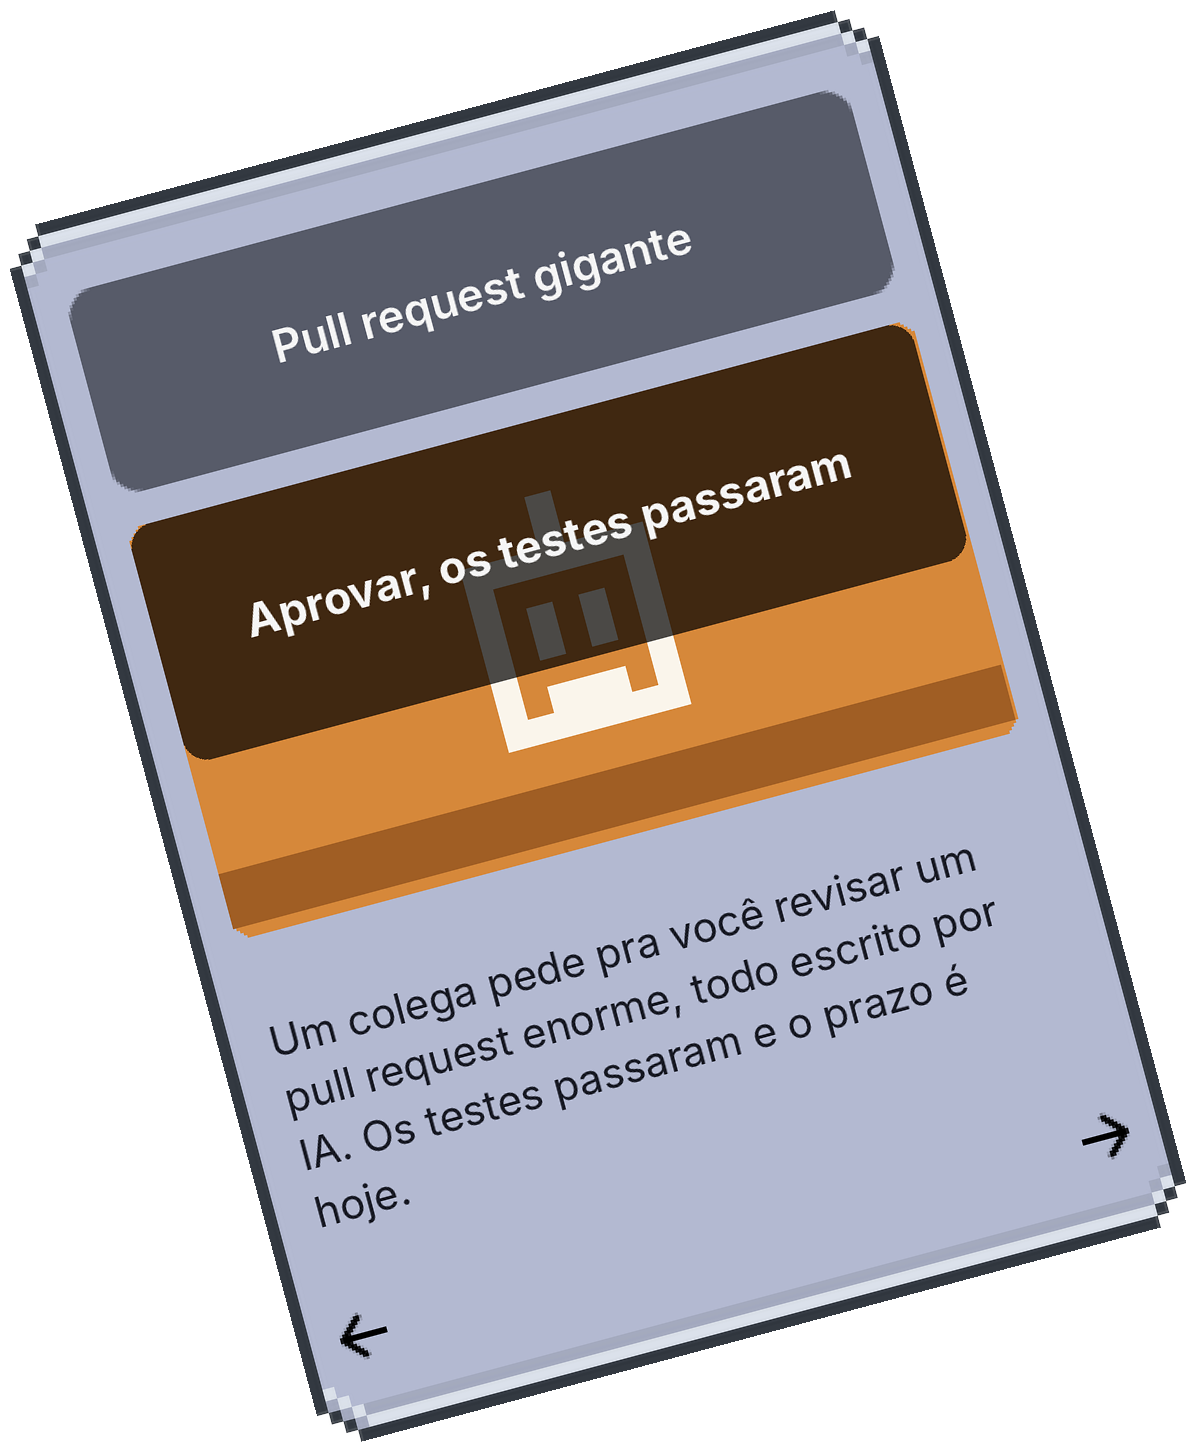 Pull request gigante
Aprovar, os testes passaram
Um colega pede pra você revisar um
pull request enorme, todo escrito por
IA. Os testes passaram e o prazo é
hoje.